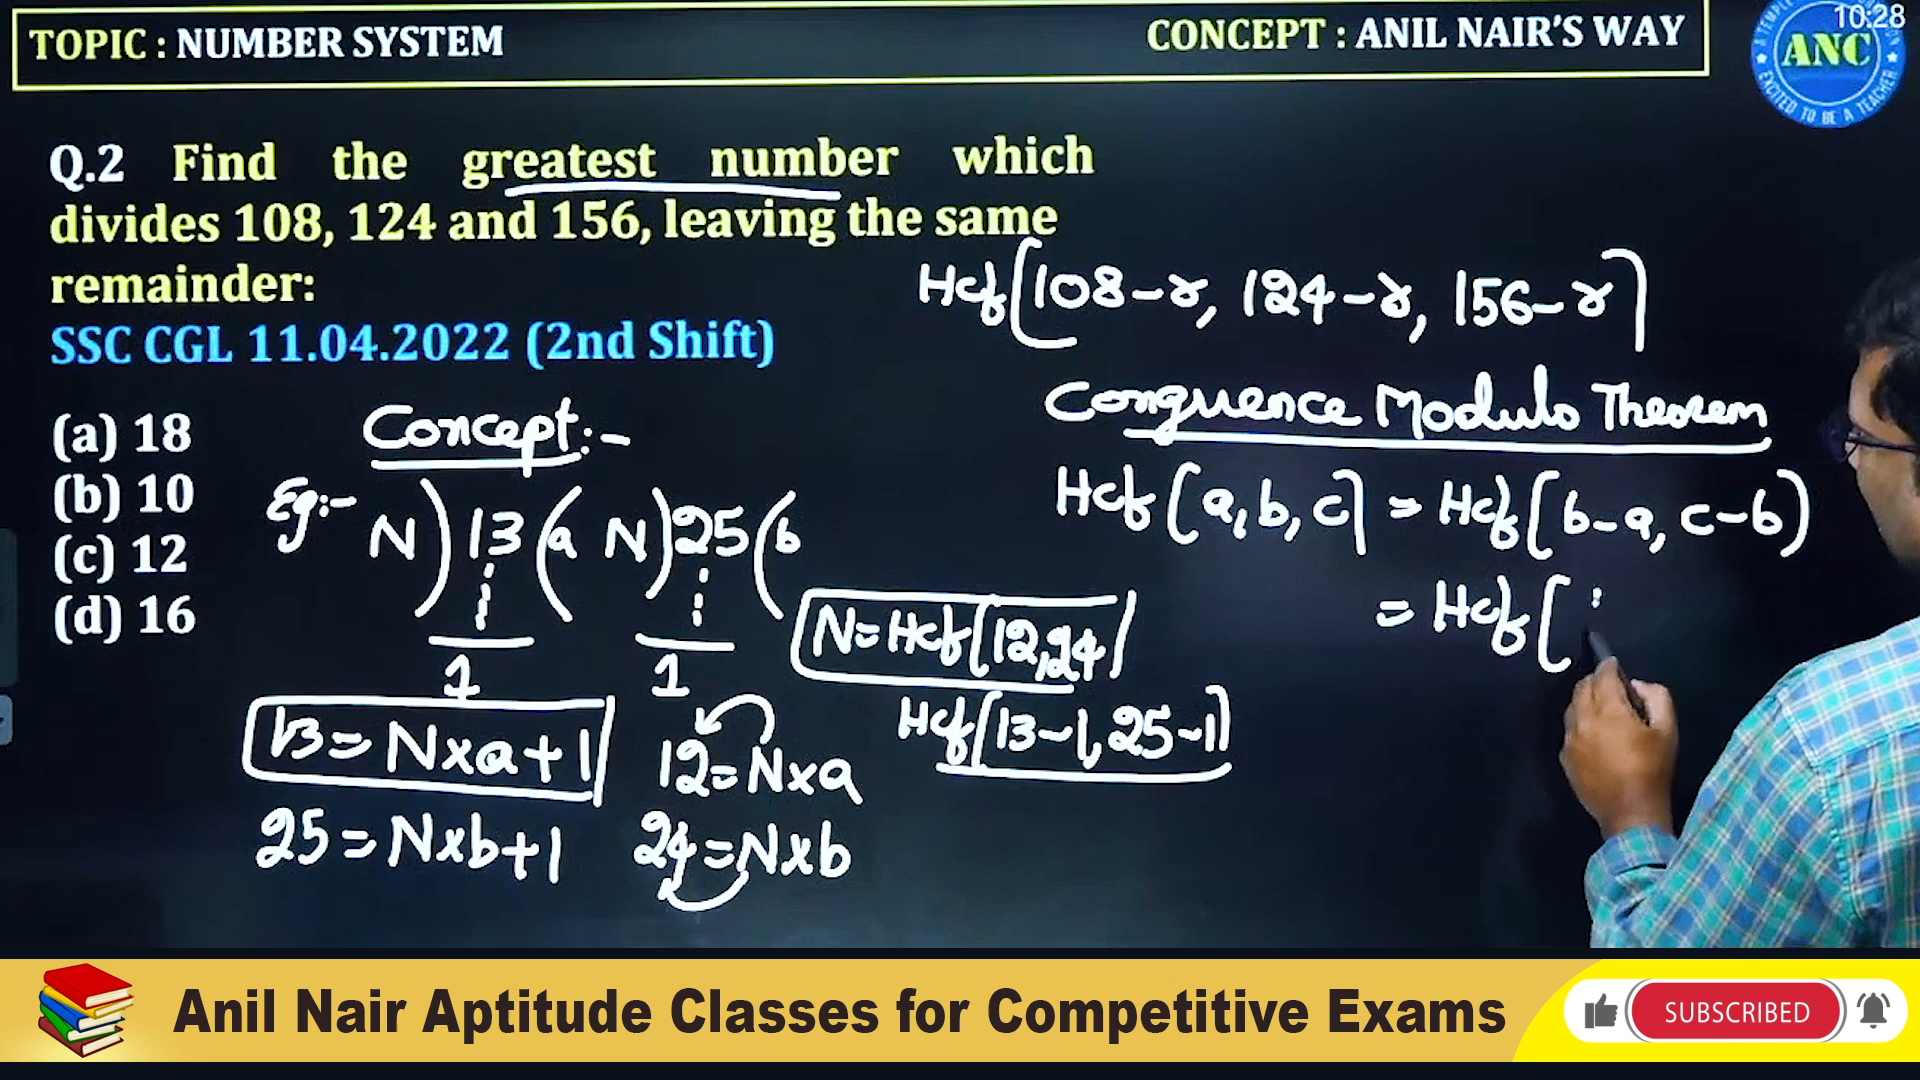 10:28
TOPIC : NUMBER SYSTEM
CONCEPT : ANIL NAIR'S WAY
ANC
EXCITED TO BE A TEACHER
Q.2 Find the greatest number which
divides 108, 124 and 156, leaving the same
remainder:
SSC CGL 11.04.2022 (2nd Shift)
(a) 18
(b) 10
(c) 12
(d) 16
Hcf(108-r, 124-r, 156-r)
Congruence Modulo Theorem
Hcf(a, b, c) = Hcf(b-a, c-b)
= Hcf(
Concept:-
Eg:- N)13(a N)25(b
1 1
N=Hcf(12,24)
Hcf(13-1,25-1)
13=Nxa+1
12=Nxa
25=Nxb+1
24=Nxb
Anil Nair Aptitude Classes for Competitive Exams
SUBSCRIBED